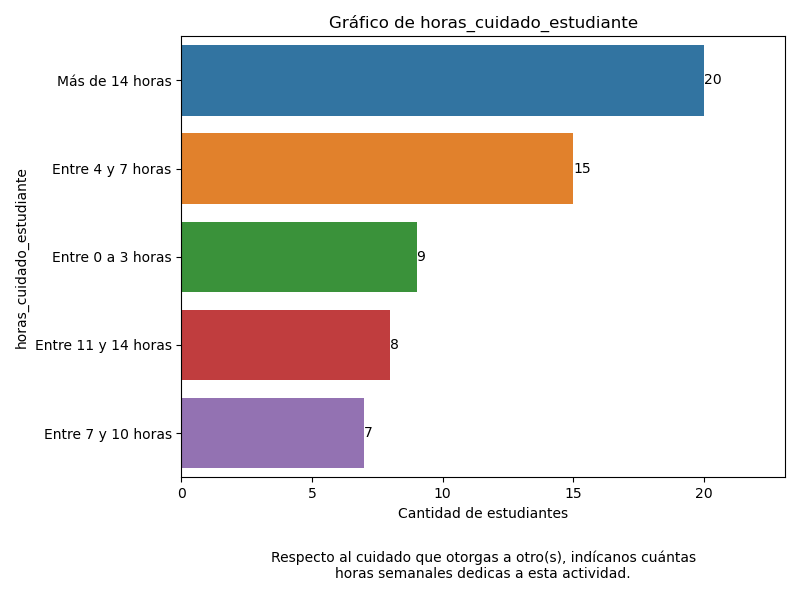 Gráfico de horas_cuidado_estudiante
horas_cuidado_estudiante
Más de 14 horas
20
Entre 4 y 7 horas
15
Entre 0 a 3 horas
9
Entre 11 y 14 horas
8
Entre 7 y 10 horas
7
0
5
10
15
20
Cantidad de estudiantes
Respecto al cuidado que otorgas a otro(s), indícanos cuántas
horas semanales dedicas a esta actividad.